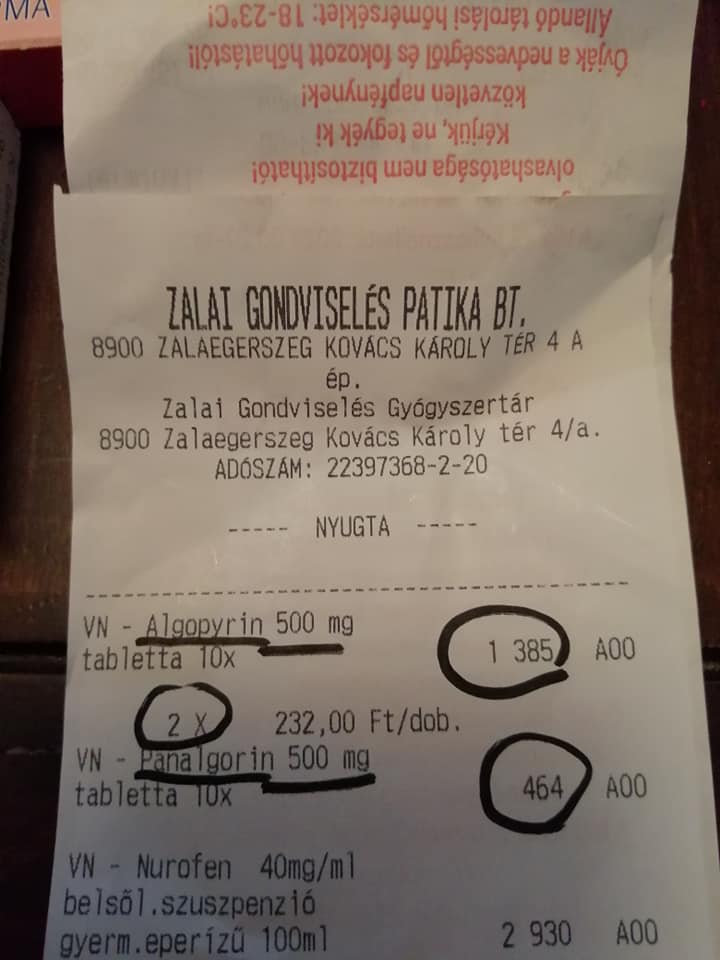 MA
Állandó tárolási hőmérséklet: 18-23°C!
Óvják a nedvességtől és fokozott hőhatástól!
közvetlen napfénynek!
Kérjük, ne tegyék ki
olvashatósága nem biztosítható!
ZALAI GONDVISELÉS PATIKA BT.
8900 ZALAEGERSZEG KOVÁCS KÁROLY TÉR 4 A
ép.
Zalai Gondviselés Gyógyszertár
8900 Zalaegerszeg Kovács Károly tér 4/a.
ADÓSZÁM: 22397368-2-20
----- NYUGTA -----
VN - Algopyrin 500 mg
tabletta 10x 1 385 A00
2 X 232,00 Ft/dob.
VN - Panalgorin 500 mg
tabletta 10x 464 A00
VN - Nurofen 40mg/ml
belsől.szuszpenzió
gyerm.eperízű 100ml 2 930 A00